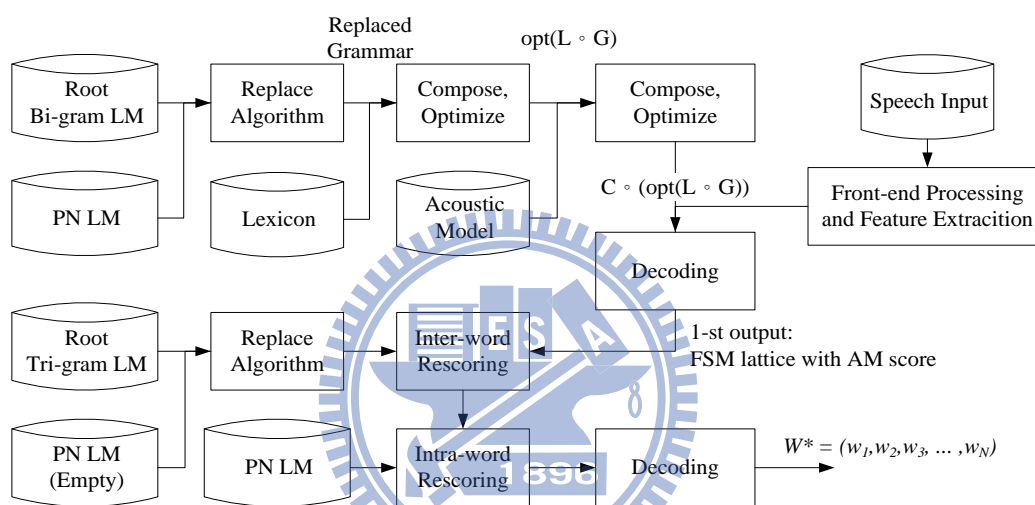 Replaced
Grammar
opt(L ∘ G)
Root
Bi-gram LM
Replace
Algorithm
Compose,
Optimize
Compose,
Optimize
Speech Input
PN LM
Lexicon
Acoustic
Model
C ∘ (opt(L ∘ G))
Front-end Processing
and Feature Extracition
Decoding
Root
Tri-gram LM
Replace
Algorithm
Inter-word
Rescoring
1-st output:
FSM lattice with AM score
PN LM
(Empty)
PN LM
Intra-word
Rescoring
Decoding
W* = (w1,w2,w3, ... ,wN)
E S A
8
1896